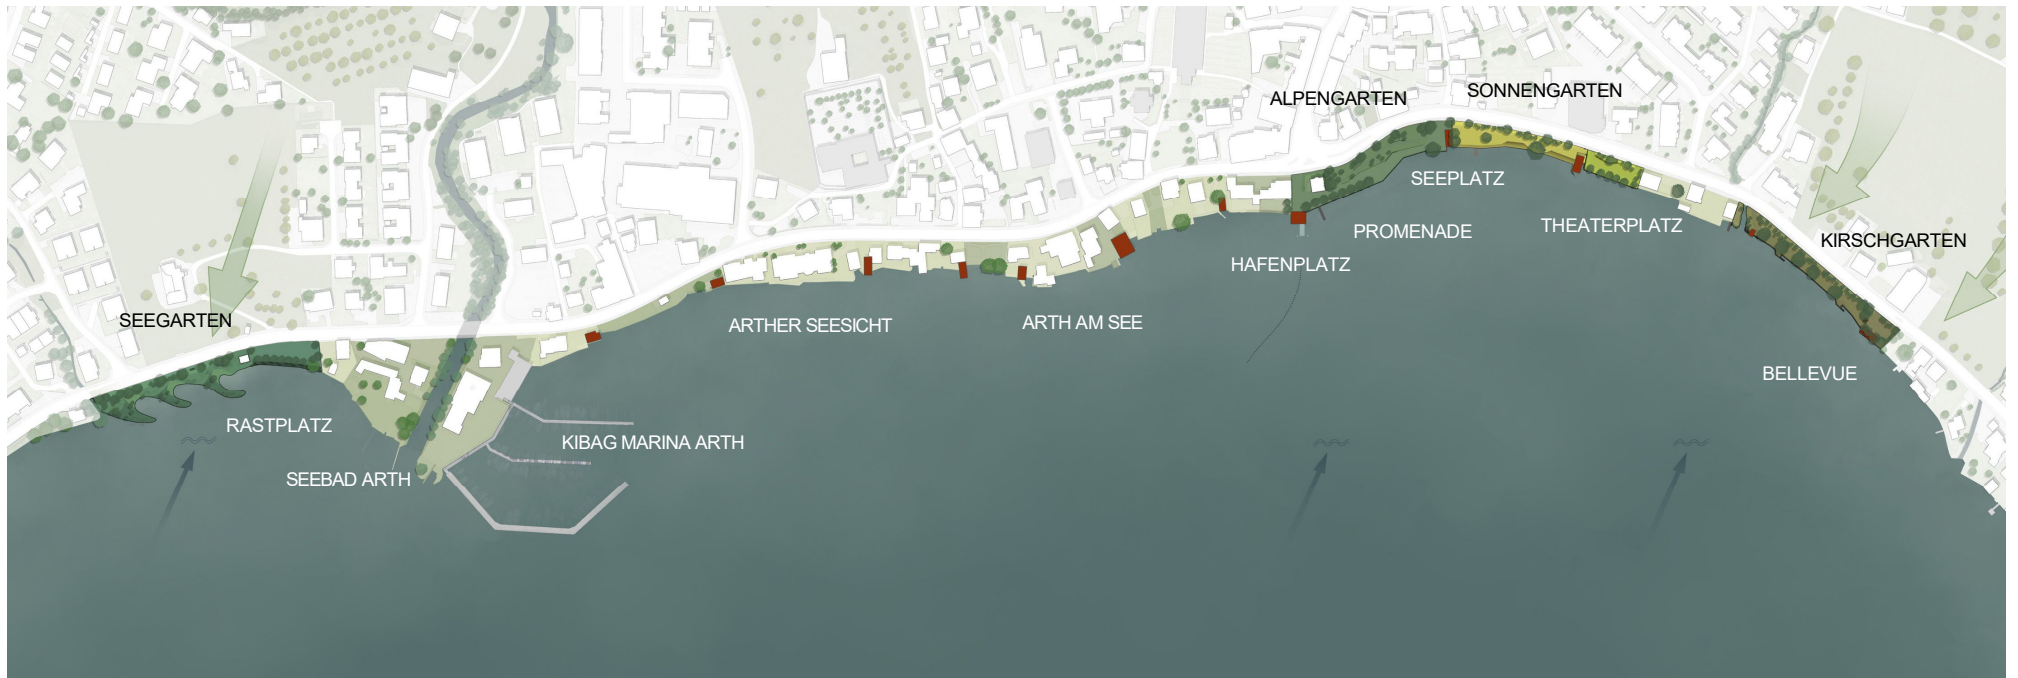 SONNENGARTEN
ALPENGARTEN
SEEPLATZ
THEATERPLATZ
PROMENADE
KIRSCHGARTEN
HAFENPLATZ
SEEGARTEN
ARTHER SEESICHT
ARTH AM SEE
BELLEVUE
RASTPLATZ
KIBAG MARINA ARTH
SEEBAD ARTH